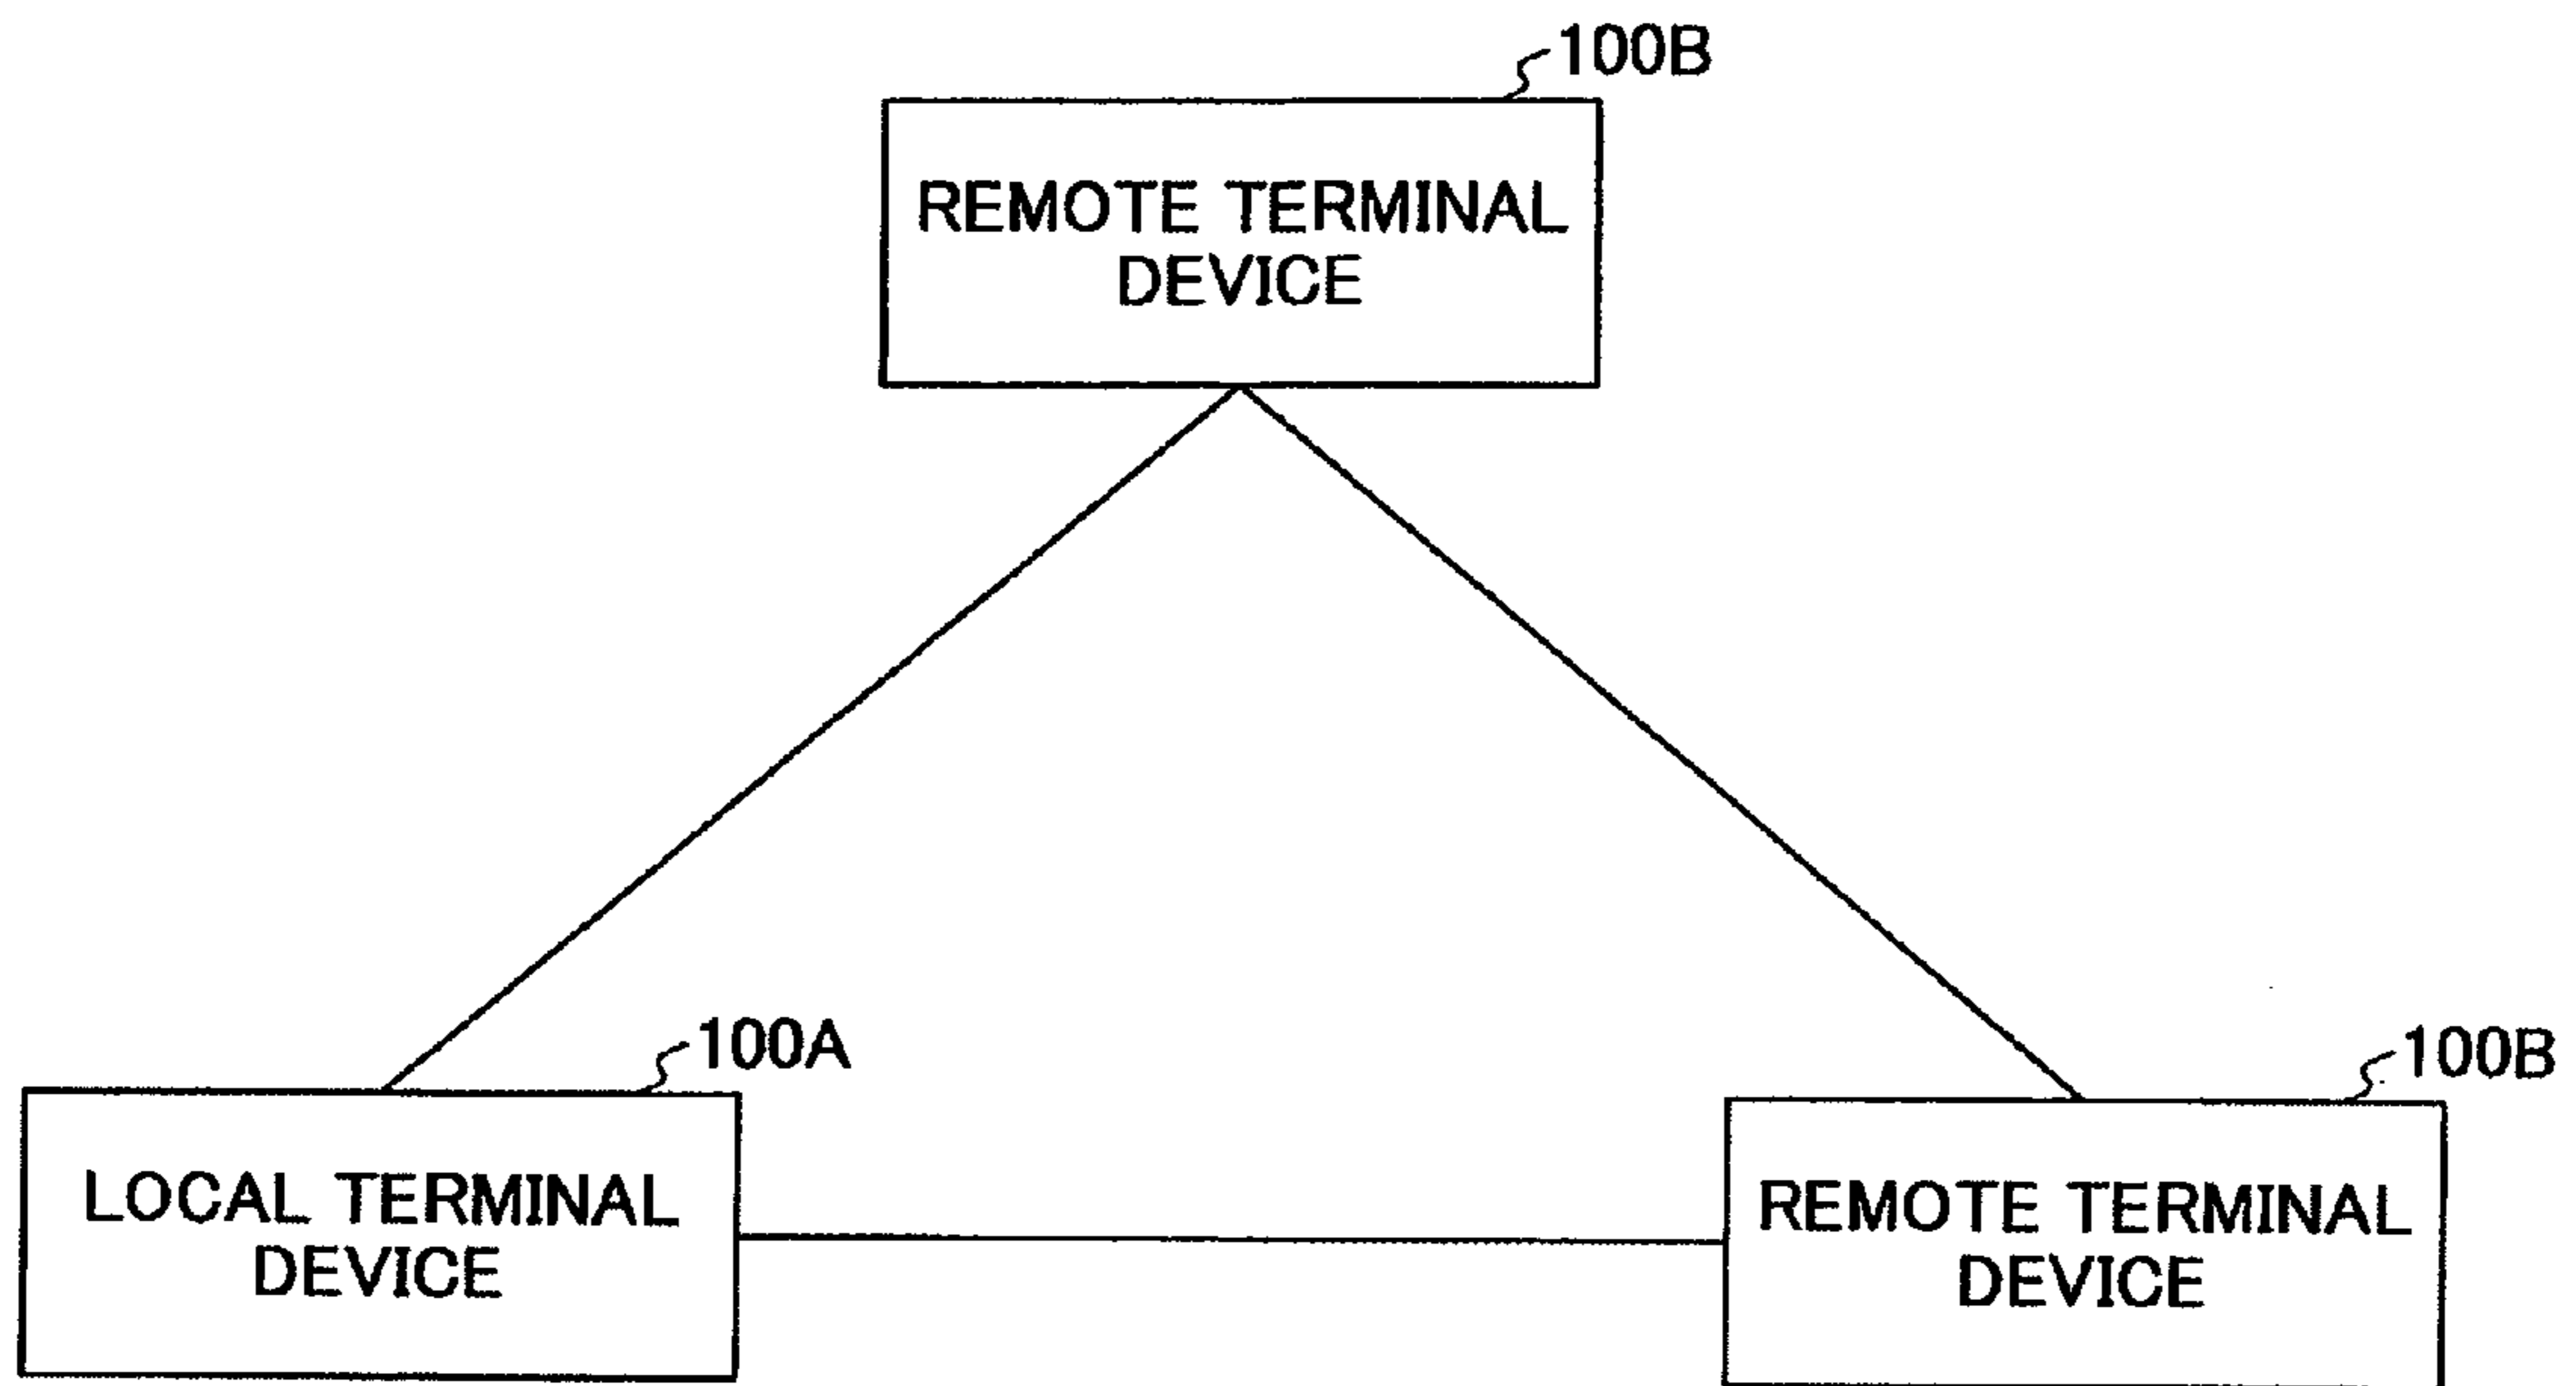 100B
REMOTE TERMINAL
DEVICE
100A
LOCAL TERMINAL
DEVICE
100B
REMOTE TERMINAL
DEVICE